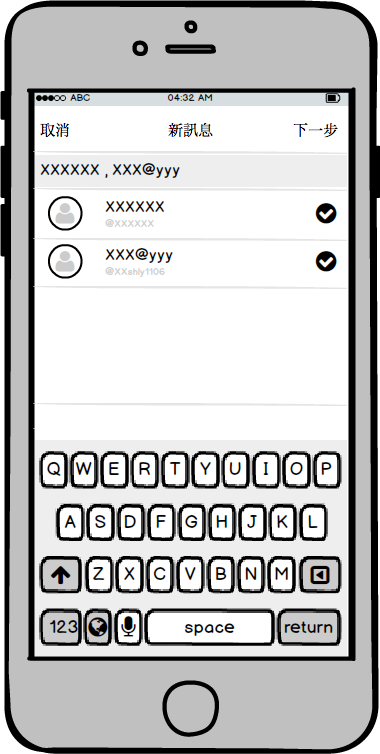 ABC 04:32 AM
取消 新訊息 下一步
XXXXXX , XXX@yyy
XXXXXX
@XXXXXX
XXX@yyy
@XXshly1106
Q W E R T Y U I O P
A S D F G H J K L
Z X C V B N M
123 space return